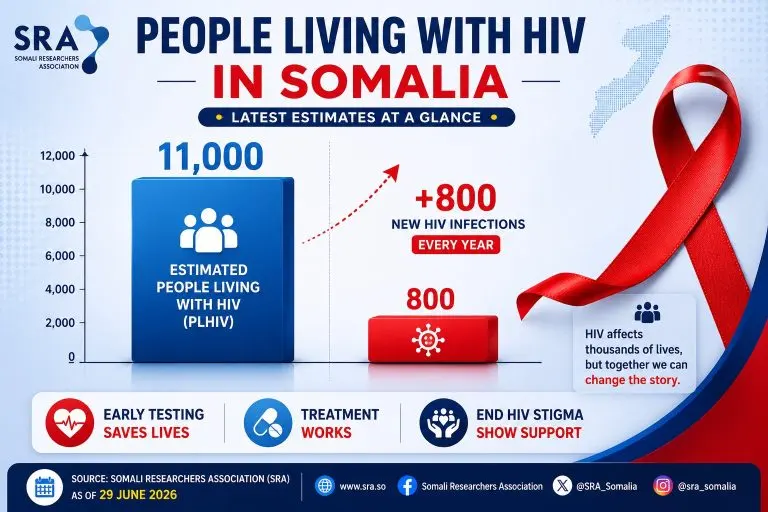 SRA
SOMALI RESEARCHERS
ASSOCIATION
PEOPLE LIVING WITH HIV
IN SOMALIA
• LATEST ESTIMATES AT A GLANCE •
12,000
10,000
8,000
6,000
4,000
2,000
0
11,000
ESTIMATED
PEOPLE LIVING
WITH HIV
(PLHIV)
+800
NEW HIV INFECTIONS
EVERY YEAR
800
HIV affects
thousands of lives,
but together we can
change the story.
EARLY TESTING
SAVES LIVES
TREATMENT
WORKS
END HIV STIGMA
SHOW SUPPORT
SOURCE: SOMALI RESEARCHERS ASSOCIATION (SRA)
AS OF 29 JUNE 2026
www.sra.so
Somali Researchers Association
@SRA_Somalia
@sra_somalia